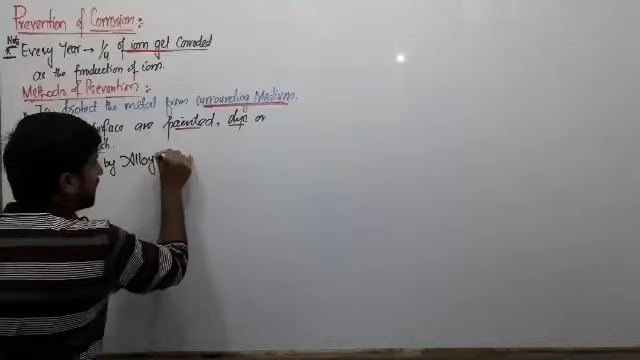 Prevention of Corrosion:
Note Every Year → 1/4 of iron get Corroded
as the production of iron.
Methods of Prevention:
To protect the metal from surrounding Medium.
surface are painted, dye or
by Alloy